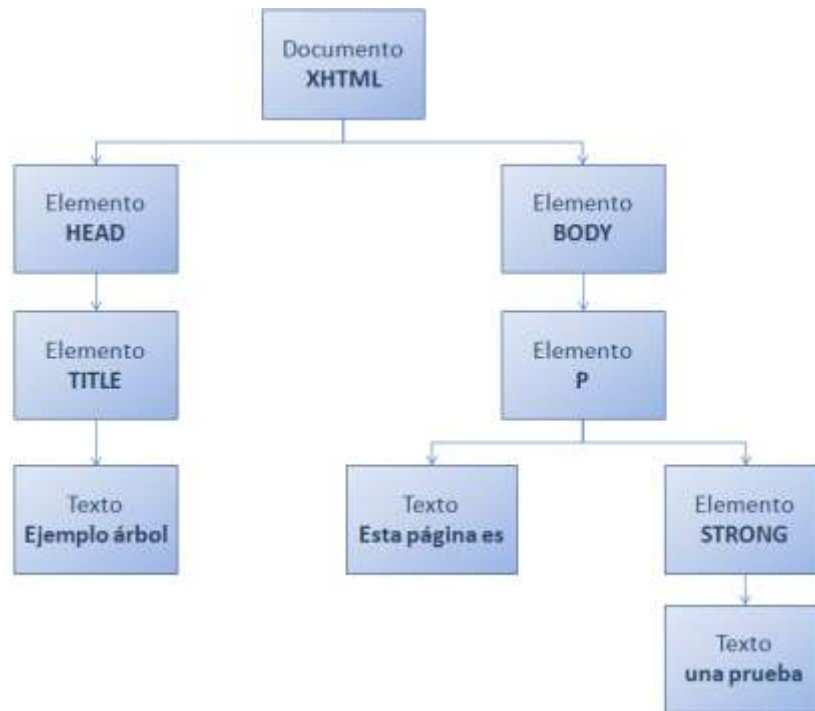 Documento
XHTML
Elemento
HEAD
Elemento
BODY
Elemento
TITLE
Elemento
P
Texto
Ejemplo árbol
Texto
Esta página es
Elemento
STRONG
Texto
una prueba